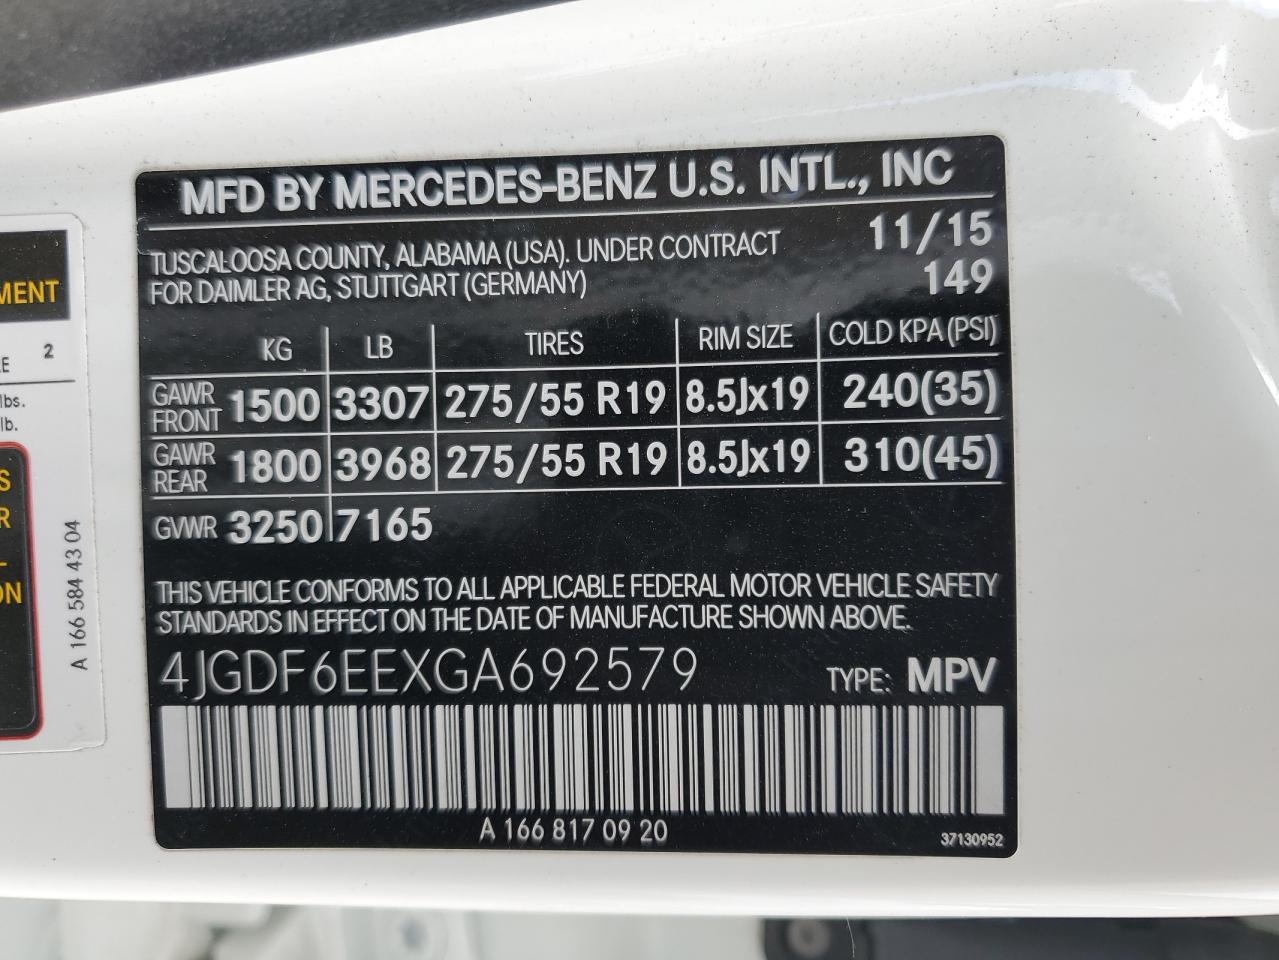 MFD BY MERCEDES-BENZ U.S. INTL., INC
TUSCALOOSA COUNTY, ALABAMA (USA). UNDER CONTRACT 11/15
FOR DAIMLER AG, STUTTGART (GERMANY) 149
KG LB TIRES RIM SIZE COLD KPA (PSI)
GAWR FRONT 1500 3307 275/55 R19 8.5Jx19 240(35)
GAWR REAR 1800 3968 275/55 R19 8.5Jx19 310(45)
GVWR 3250 7165
THIS VEHICLE CONFORMS TO ALL APPLICABLE FEDERAL MOTOR VEHICLE SAFETY
STANDARDS IN EFFECT ON THE DATE OF MANUFACTURE SHOWN ABOVE.
4JGDF6EEXGA692579 TYPE: MPV
A 166 817 09 20
37130952
2
lbs.
lb.
A 166 584 43 04